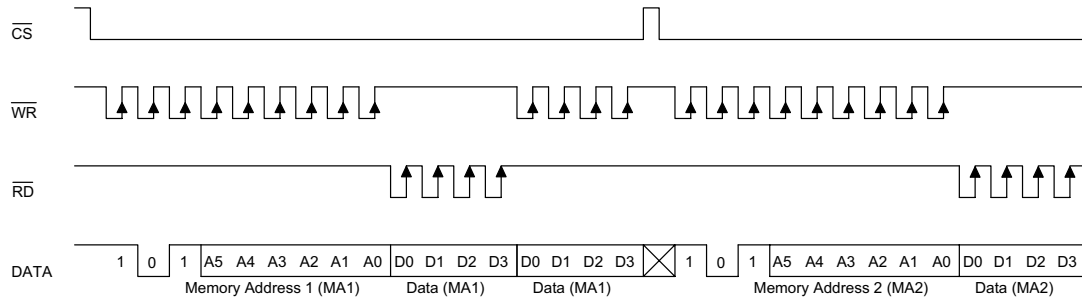 CS
WR
RD
DATA 1 0 1 A5 A4 A3 A2 A1 A0 D0 D1 D2 D3 D0 D1 D2 D3 1 0 1 A5 A4 A3 A2 A1 A0 D0 D1 D2 D3
Memory Address 1 (MA1) Data (MA1) Data (MA1) Memory Address 2 (MA2) Data (MA2)